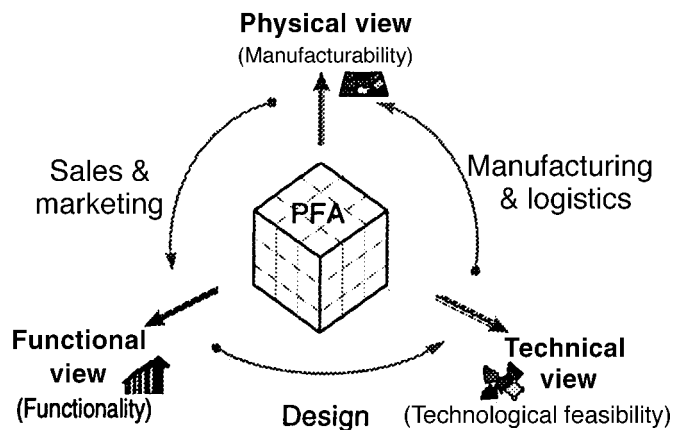 Physical view
(Manufacturability)
Sales &
marketing
Manufacturing
& logistics
PFA
Functional
view
(Functionality)
Technical
view
(Technological feasibility)
Design